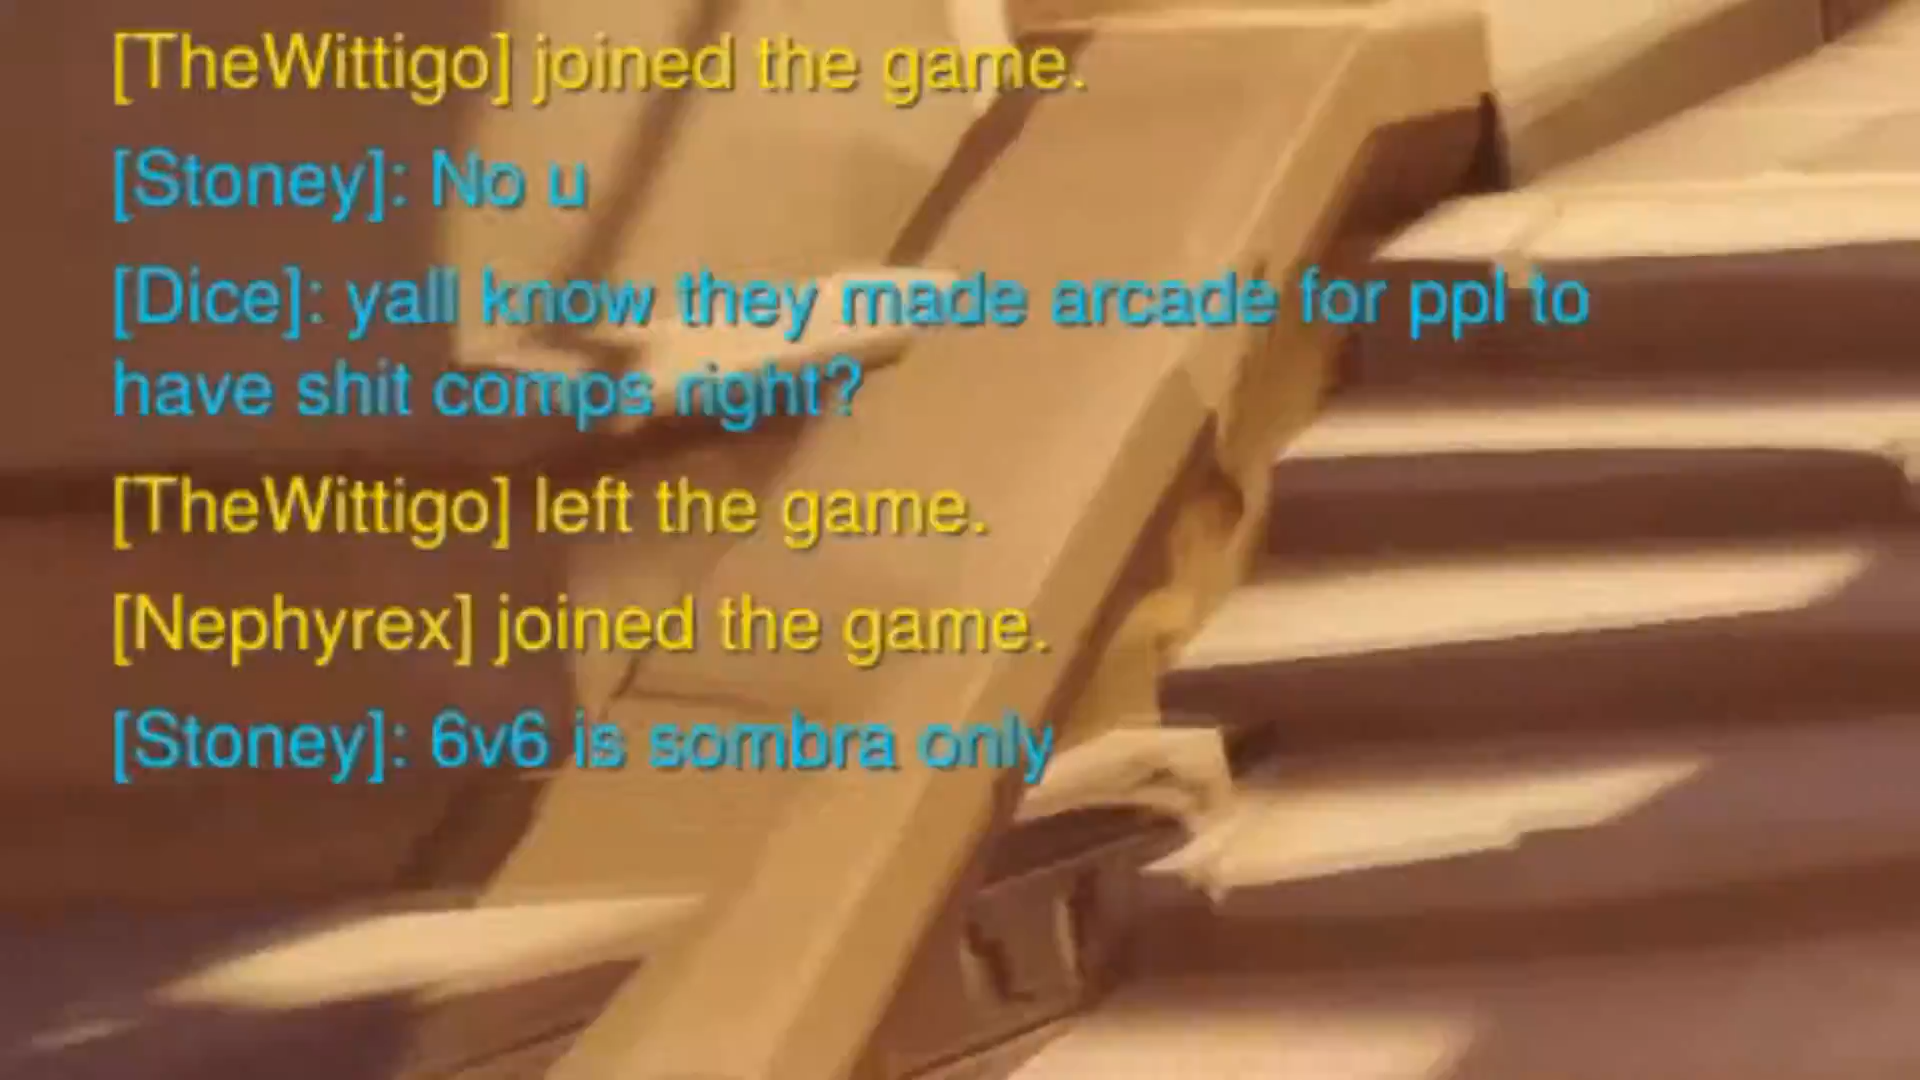 [TheWittigo] joined the game.
[Stoney]: No u
[Dice]: yall know they made arcade for ppl to
have shit comps right?
[TheWittigo] left the game.
[Nephyrex] joined the game.
[Stoney]: 6v6 is sombra only